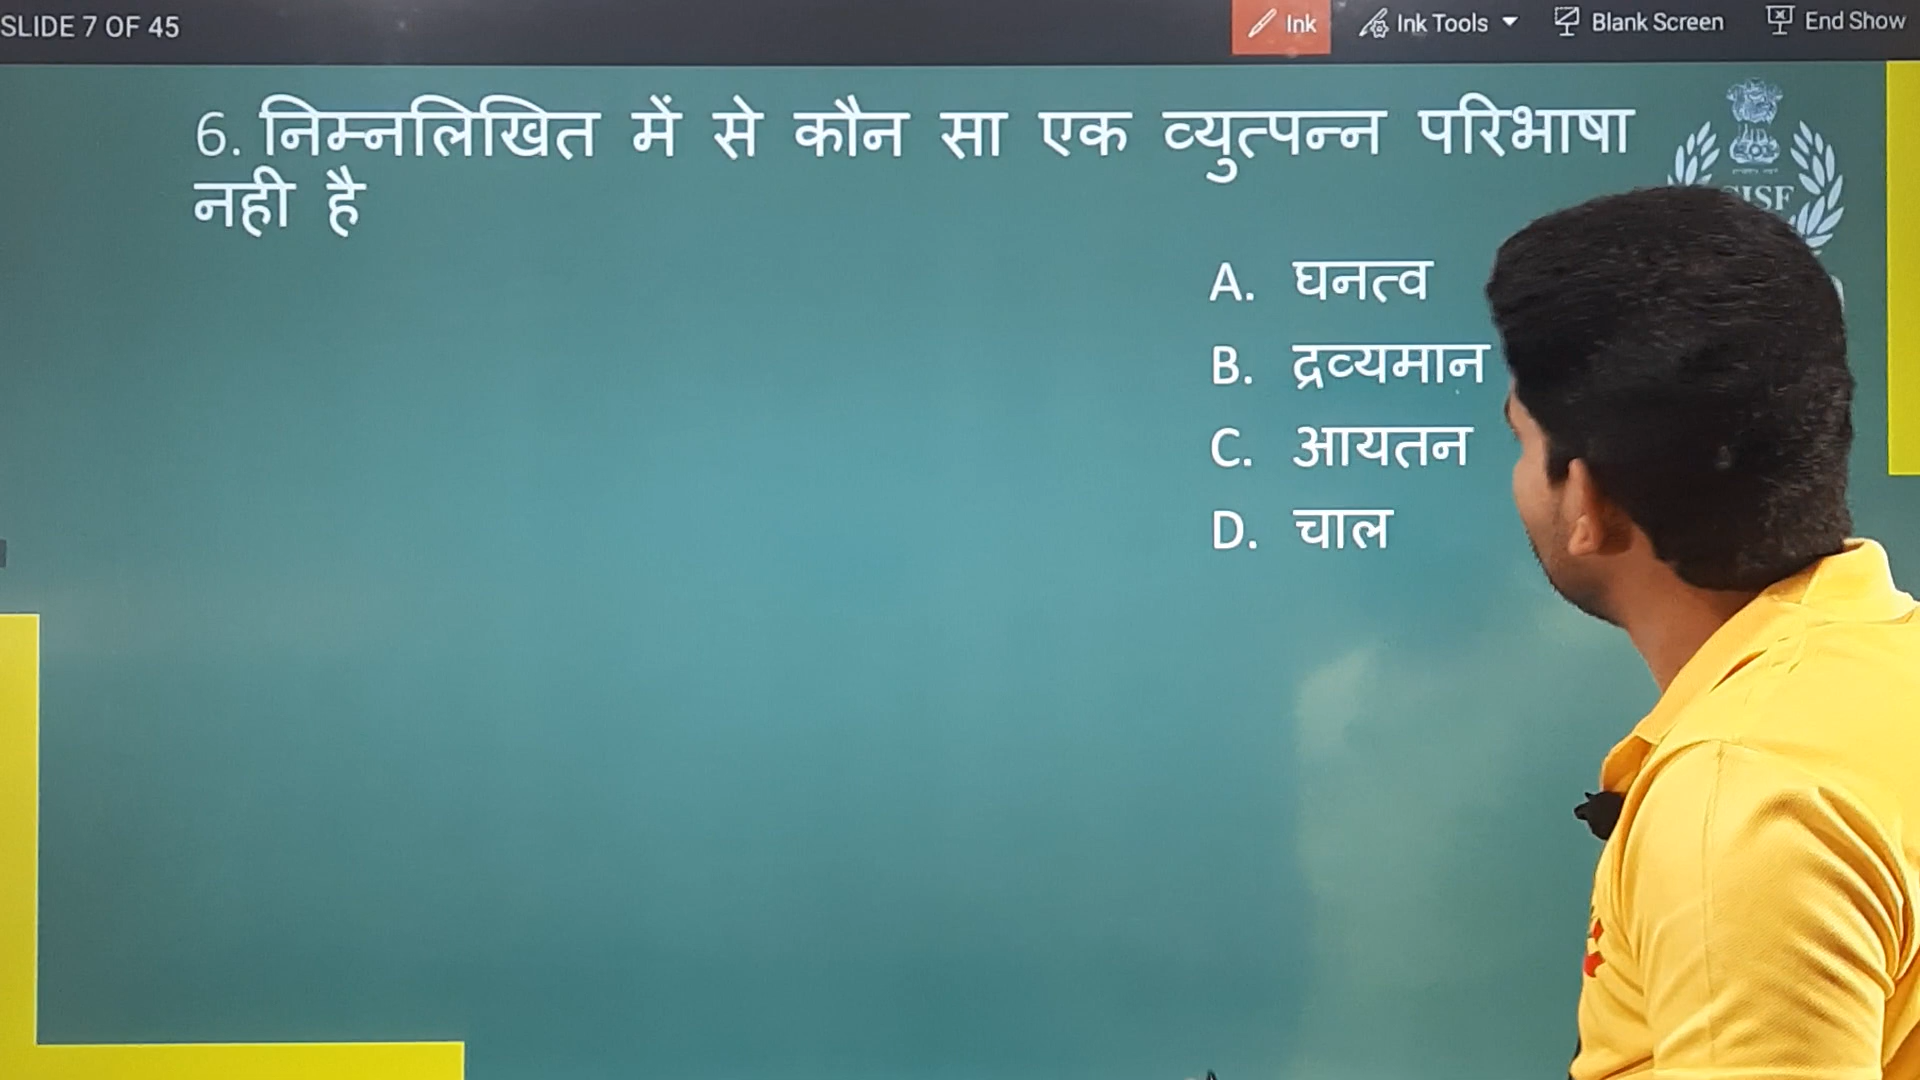 SLIDE 7 OF 45
Ink
Ink Tools
Blank Screen
End Show
6. निम्नलिखित में से कौन सा एक व्युत्पन्न परिभाषा
नही है
CISF
A. घनत्व
B. द्रव्यमान
C. आयतन
D. चाल